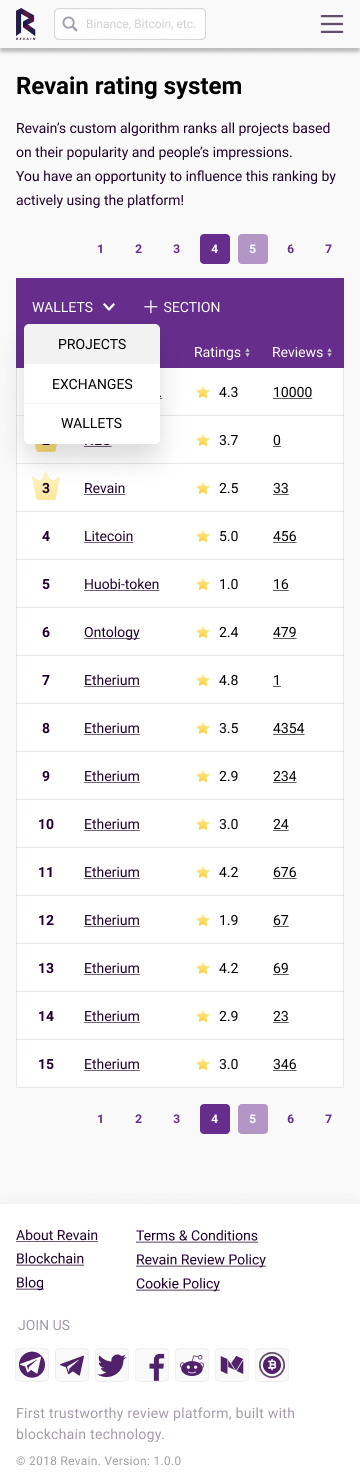 REVAIN
Binance, Bitcoin, etc.
Revain rating system
Revain's custom algorithm ranks all projects based
on their popularity and people's impressions.
You have an opportunity to influence this ranking by
actively using the platform!
1 2 3 4 5 6 7
WALLETS + SECTION
PROJECTS
EXCHANGES
WALLETS
Ratings Reviews
4.3 10000
3.7 0
3 Revain 2.5 33
4 Litecoin 5.0 456
5 Huobi-token 1.0 16
6 Ontology 2.4 479
7 Etherium 4.8 1
8 Etherium 3.5 4354
9 Etherium 2.9 234
10 Etherium 3.0 24
11 Etherium 4.2 676
12 Etherium 1.9 67
13 Etherium 4.2 69
14 Etherium 2.9 23
15 Etherium 3.0 346
1 2 3 4 5 6 7
About Revain Terms & Conditions
Blockchain Revain Review Policy
Blog Cookie Policy
JOIN US
First trustworthy review platform, built with
blockchain technology.
© 2018 Revain. Version: 1.0.0